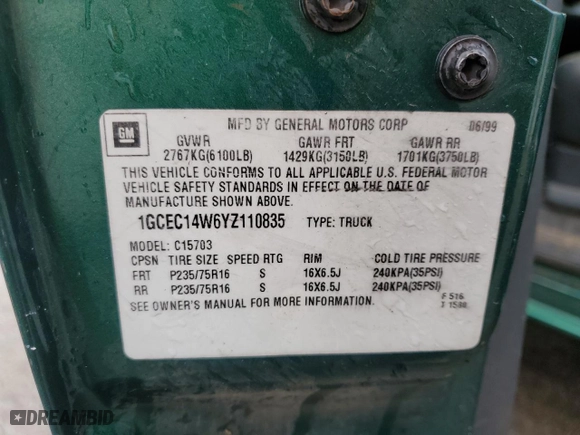 GM
MFD BY GENERAL MOTORS CORP 06/99
GVWR GAWR FRT GAWR RR
2767KG(6100LB) 1429KG(3150LB) 1701KG(3750LB)
THIS VEHICLE CONFORMS TO ALL APPLICABLE U.S. FEDERAL MOTOR
VEHICLE SAFETY STANDARDS IN EFFECT ON THE DATE OF
MANUFACTURE SHOWN ABOVE.
1GCEC14W6YZ110835 TYPE: TRUCK
MODEL: C15703
CPSN TIRE SIZE SPEED RTG RIM COLD TIRE PRESSURE
FRT P235/75R16 S 16X6.5J 240KPA(35PSI)
RR P235/75R16 S 16X6.5J 240KPA(35PSI)
SEE OWNER'S MANUAL FOR MORE INFORMATION.
F 516
DREAMBID